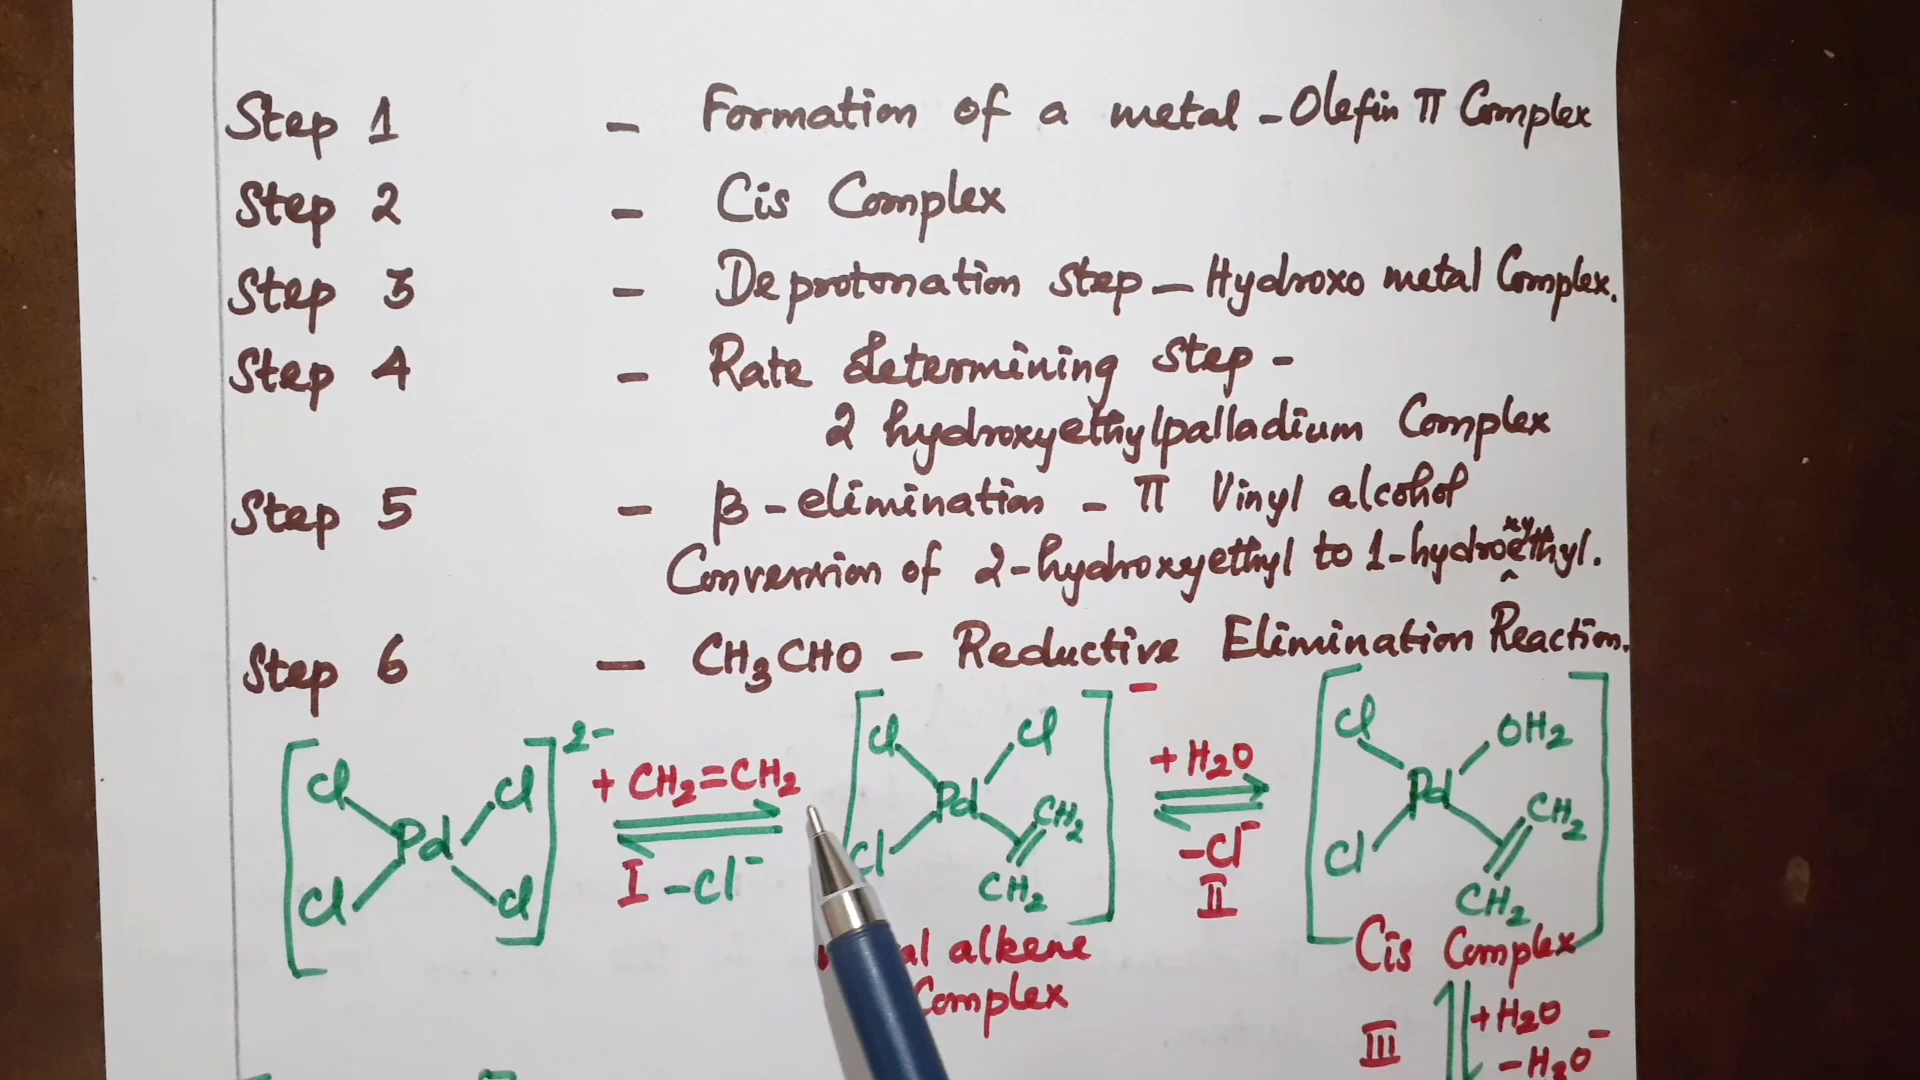 Step 1 - Formation of a metal - Olefin π Complex
Step 2 - Cis Complex
Step 3 - Deprotonation step - Hydroxo metal Complex.
Step 4 - Rate determining step -
2 hydroxyethylpalladium Complex
Step 5 - β - elimination - π Vinyl alcohol
Conversion of 2-hydroxyethyl to 1-hydroxyethyl.
Step 6 - CH3CHO - Reductive Elimination Reaction.
[Cl Cl Pd Cl Cl]2-
+ CH2=CH2
I -Cl-
[Cl Cl Pd CH2 Cl CH2]-
+ H2O
-Cl-
II
[Cl OH2 Pd CH2 Cl CH2]
alkene
Complex
Cis Complex
III +H2O
-H3O-